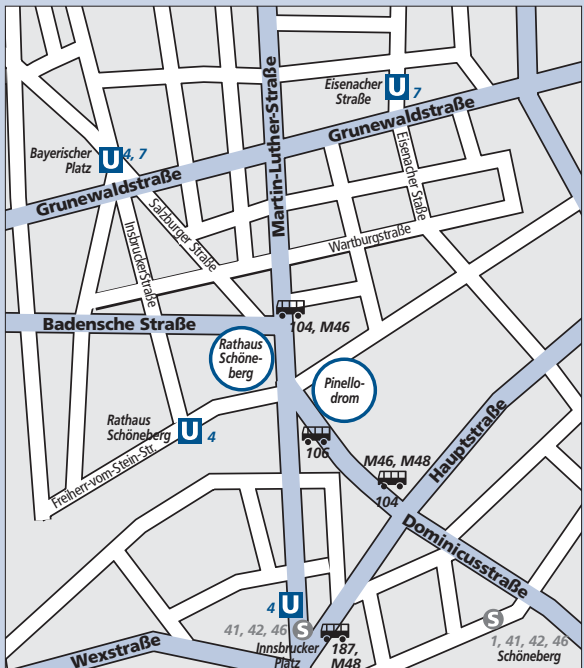 Eisenacher
Straße
U 7
Grunewaldstraße
Martin-Luther-Straße
Bayerischer
Platz
U 4, 7
Eisenacher Staße
Grunewaldstraße
Salzburger Straße
Innsbrucker Straße
Wartburgstraße
104, M46
Badensche Straße
Rathaus
Schöne-
berg
Pinello-
drom
Rathaus
Schöneberg
U 4
106
M46, M48
104
Hauptstraße
Freiherr-vom-Stein-Str.
Dominicusstraße
4 U
41, 42, 46 S
Innsbrucker
Platz
187,
M48
S
1, 41, 42, 46
Schöneberg
Wexstraße